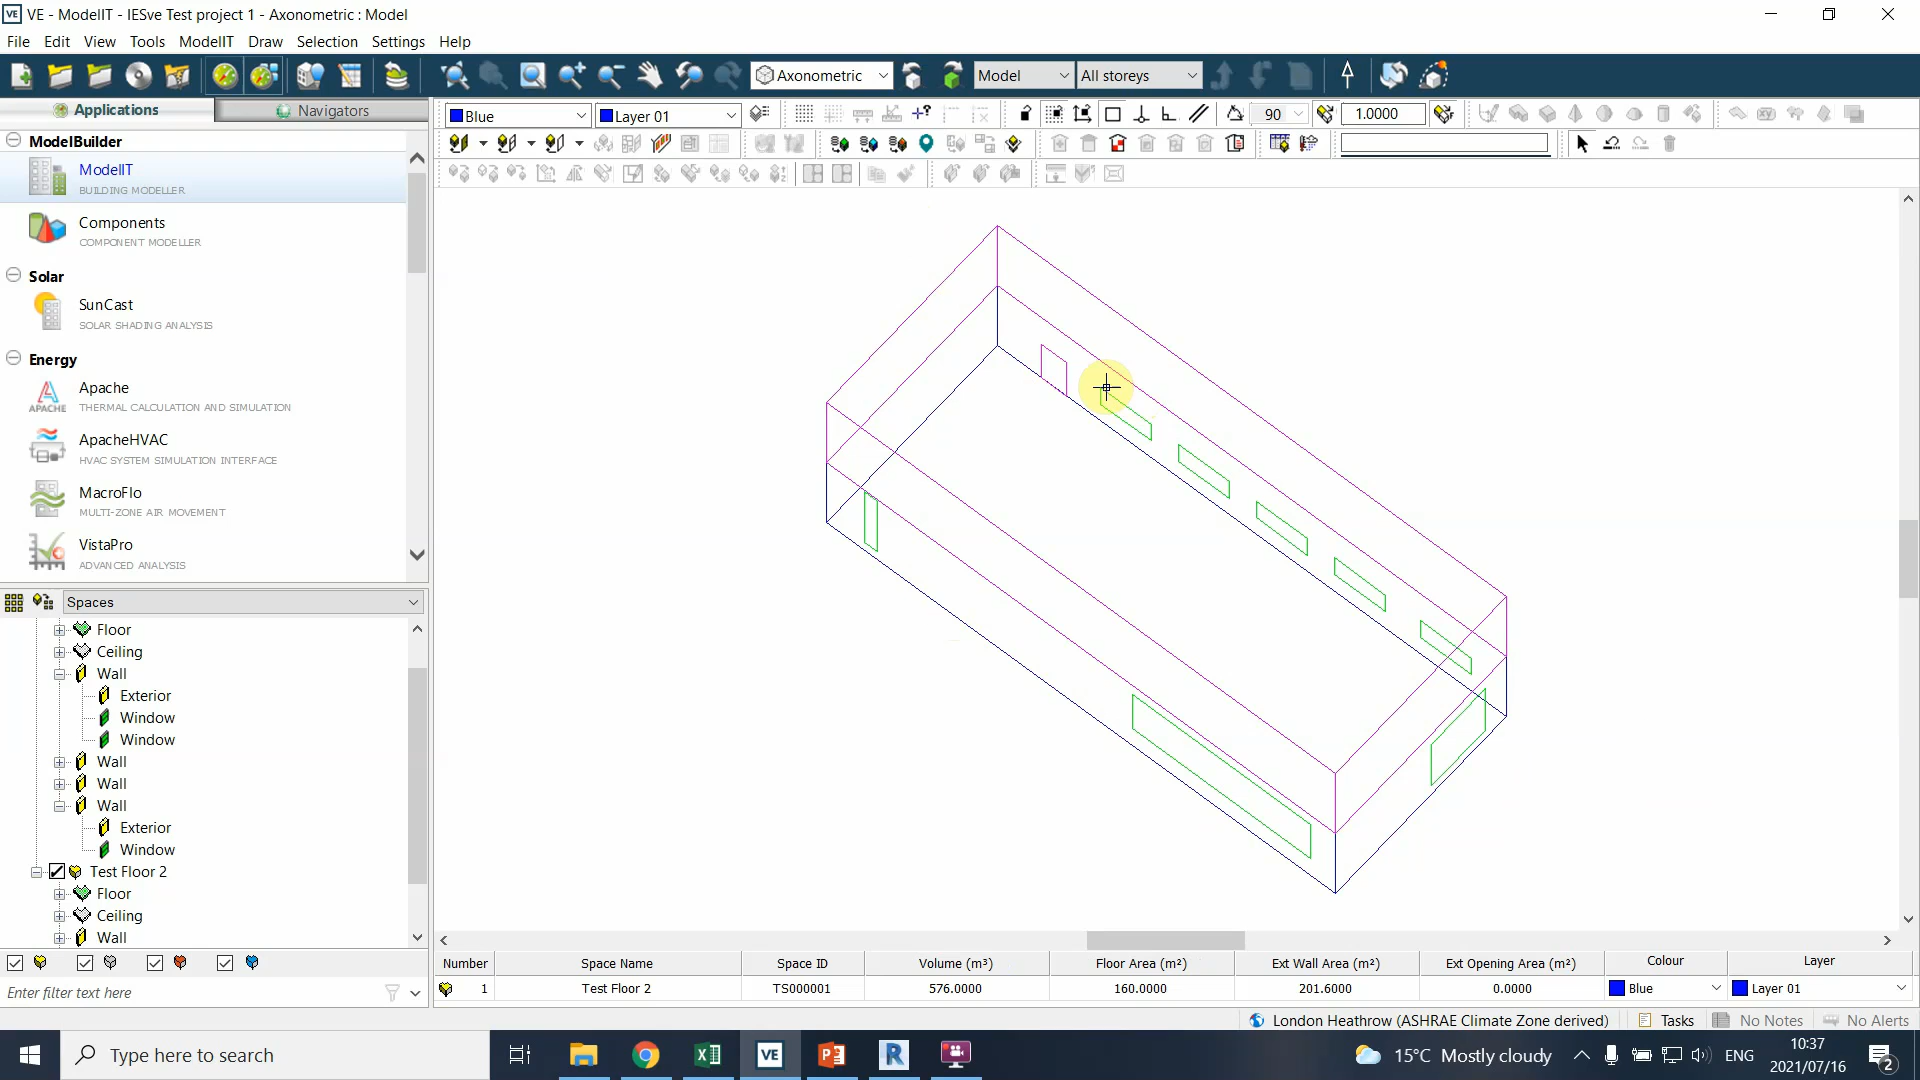 VE - ModelIT - IESve Test project 1 - Axonometric : Model
File Edit View Tools ModelIT Draw Selection Settings Help
Axonometric Model All storeys
Applications Navigators
Blue Layer 01 90 1.0000
ModelBuilder
ModelIT
BUILDING MODELLER
Components
COMPONENT MODELLER
Solar
SunCast
SOLAR SHADING ANALYSIS
Energy
Apache
THERMAL CALCULATION AND SIMULATION
ApacheHVAC
HVAC SYSTEM SIMULATION INTERFACE
MacroFlo
MULTI-ZONE AIR MOVEMENT
VistaPro
ADVANCED ANALYSIS
Spaces
Floor
Ceiling
Wall
Exterior
Window
Window
Wall
Wall
Wall
Exterior
Window
Test Floor 2
Floor
Ceiling
Wall
Enter filter text here
Number Space Name Space ID Volume (m³) Floor Area (m²) Ext Wall Area (m²) Ext Opening Area (m²) Colour Layer
1 Test Floor 2 TS000001 576.0000 160.0000 201.6000 0.0000 Blue Layer 01
London Heathrow (ASHRAE Climate Zone derived) Tasks No Notes No Alerts
Type here to search
15°C Mostly cloudy ENG
10:37
2021/07/16
2